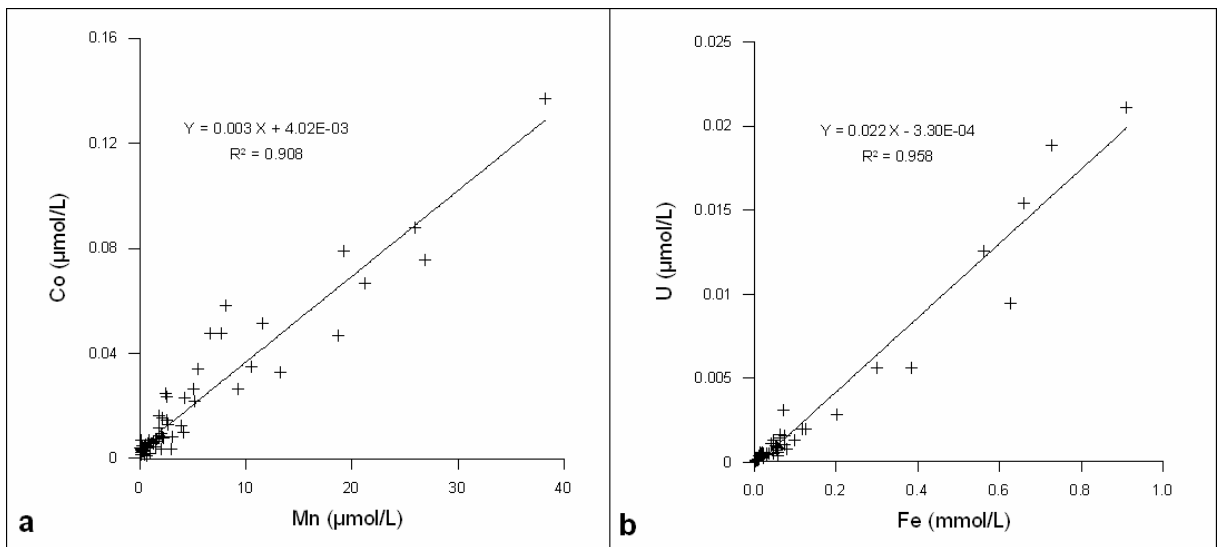 0.16
0.12
0.08
0.04
0
Co (µmol/L)
Y = 0.003 X + 4.02E-03
R² = 0.908
0 10 20 30 40
Mn (µmol/L)
a
0.025
0.02
0.015
0.01
0.005
0
U (µmol/L)
Y = 0.022 X - 3.30E-04
R² = 0.958
0.0 0.2 0.4 0.6 0.8 1.0
Fe (mmol/L)
b